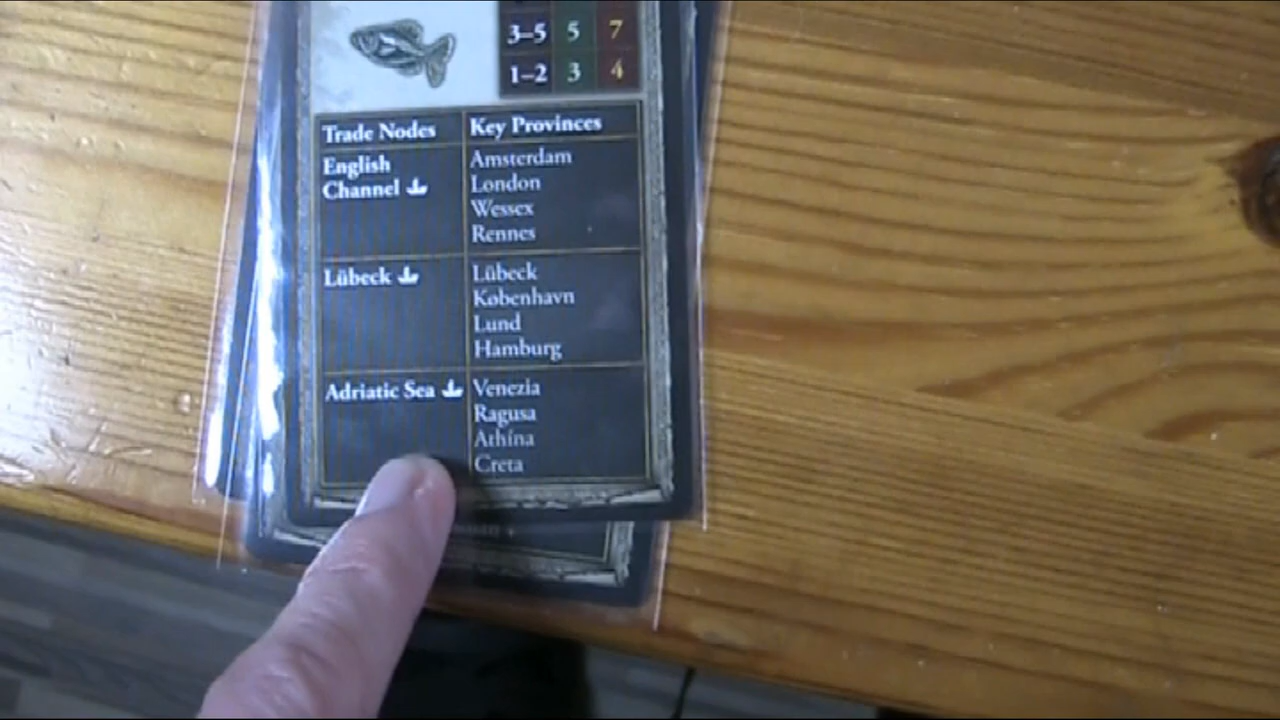 3–5 5 7
1–2 3 4
Trade Nodes Key Provinces
English
Channel
Amsterdam
London
Wessex
Rennes
Lübeck
Lübeck
København
Lund
Hamburg
Adriatic Sea
Venezia
Ragusa
Athína
Creta